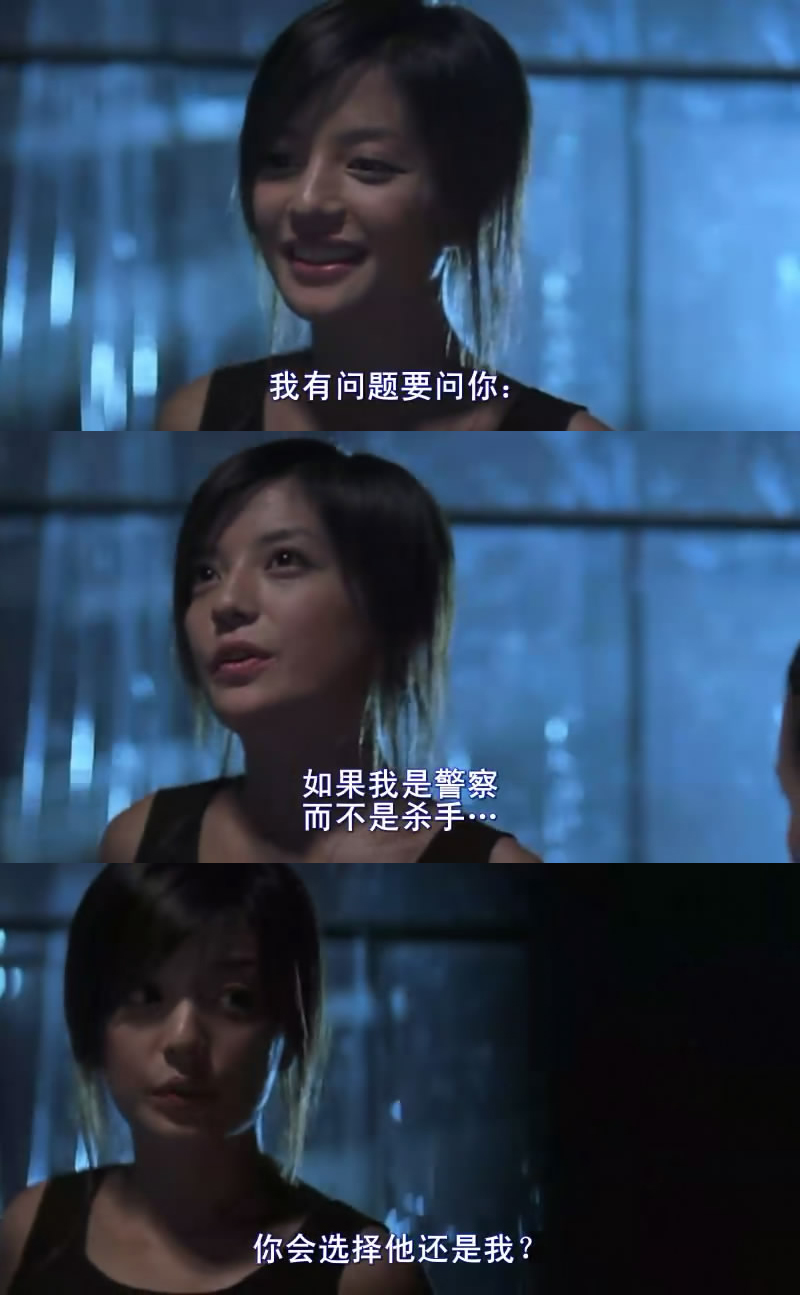 我有问题要问你：
如果我是警察
而不是杀手…
你会选择他还是我？